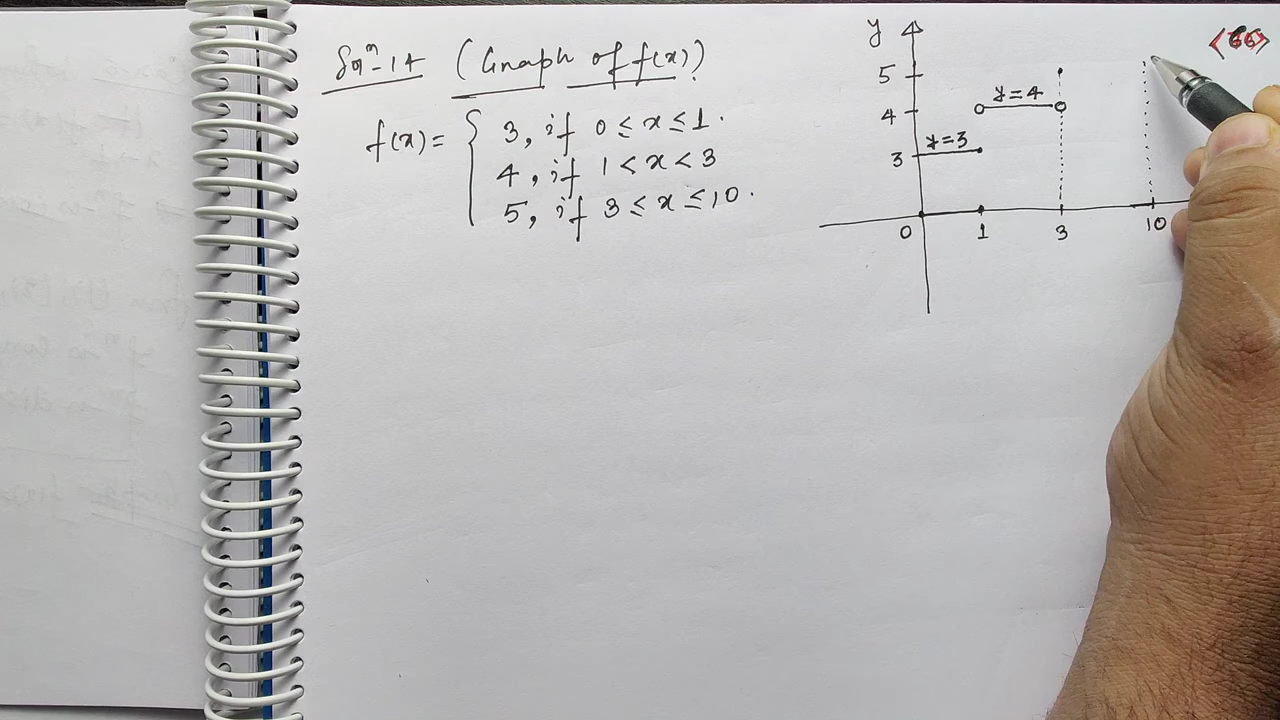 Solⁿ-14 (Graph of f(x))
f(x)= { 3, if 0 ≤ x ≤ 1.
4, if 1 < x < 3
5, if 3 ≤ x ≤ 10.
y
5
4
3
y=4
y=3
0 1 3 10